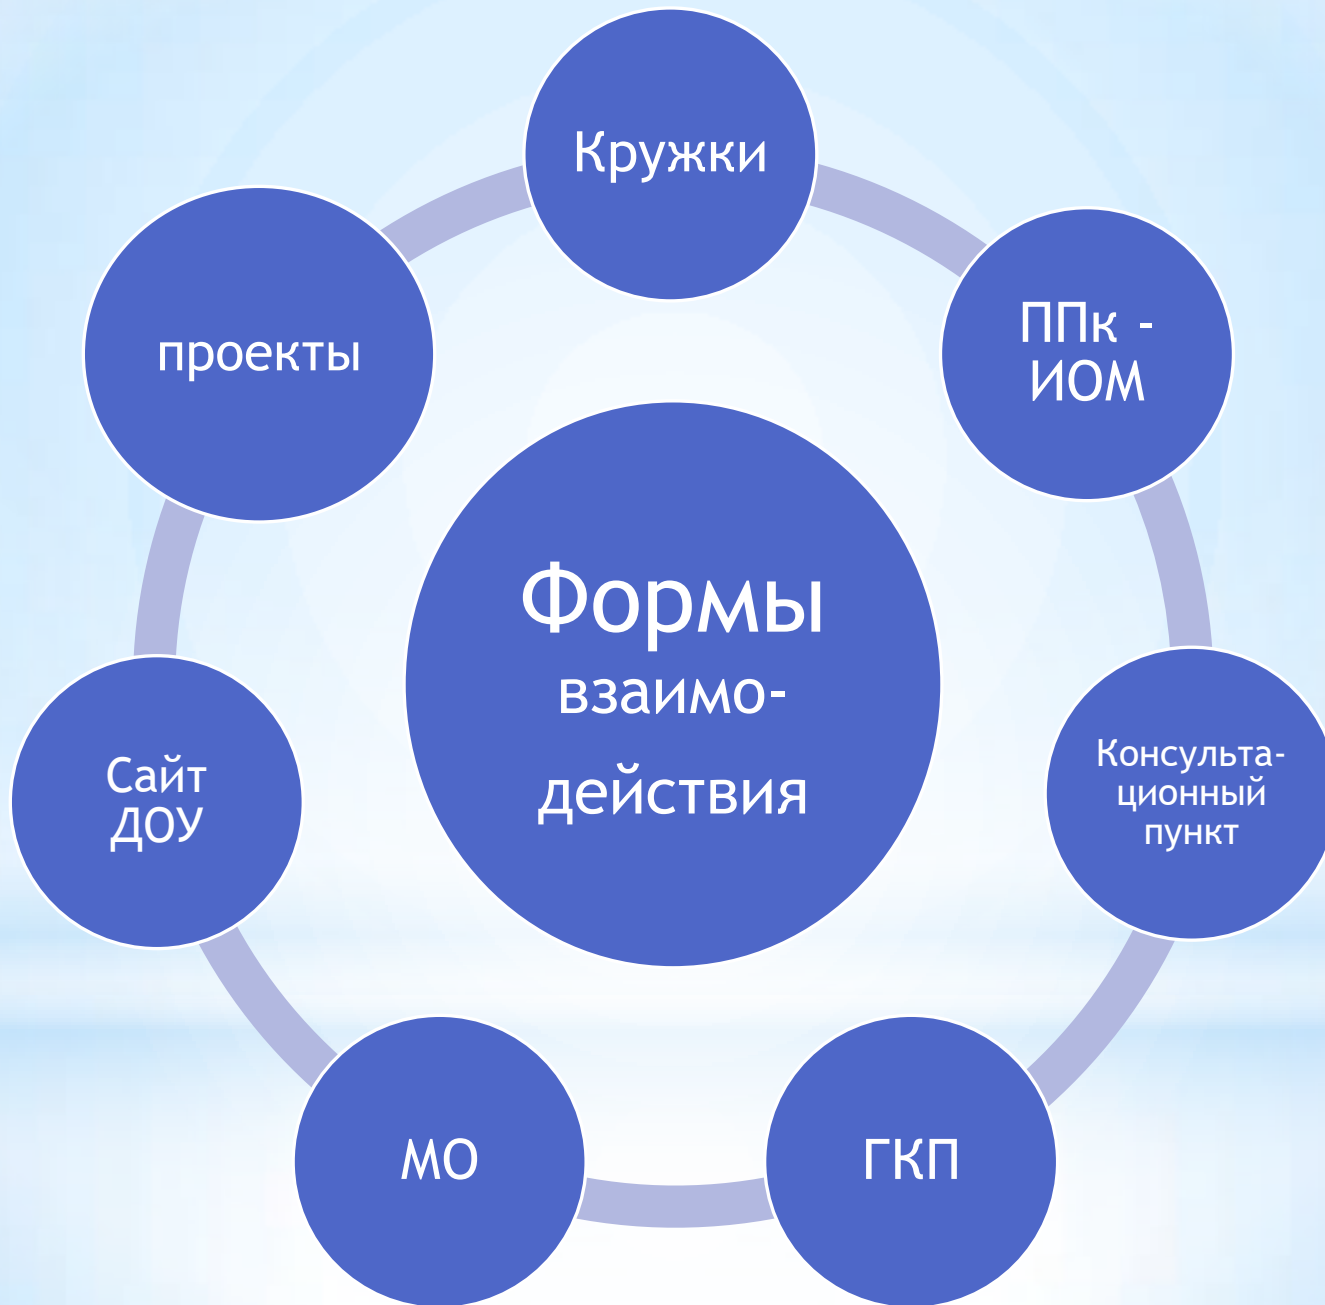 Кружки
ППк -
ИОМ
Консульта-
ционный
пункт
ГКП
МО
Сайт
ДОУ
проекты
Формы
взаимо-
действия